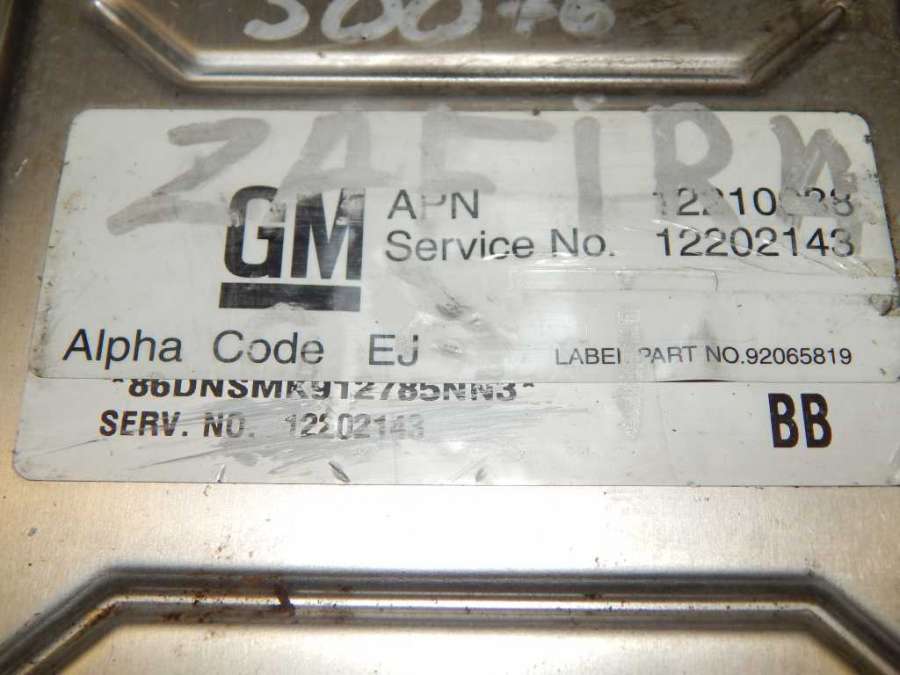 ZAFIRA
GM
APN
Service No. 12202143
Alpha Code EJ
LABEL PART NO.92065819
*86DNSMK912785NN3*
SERV. NO. 12202143
BB